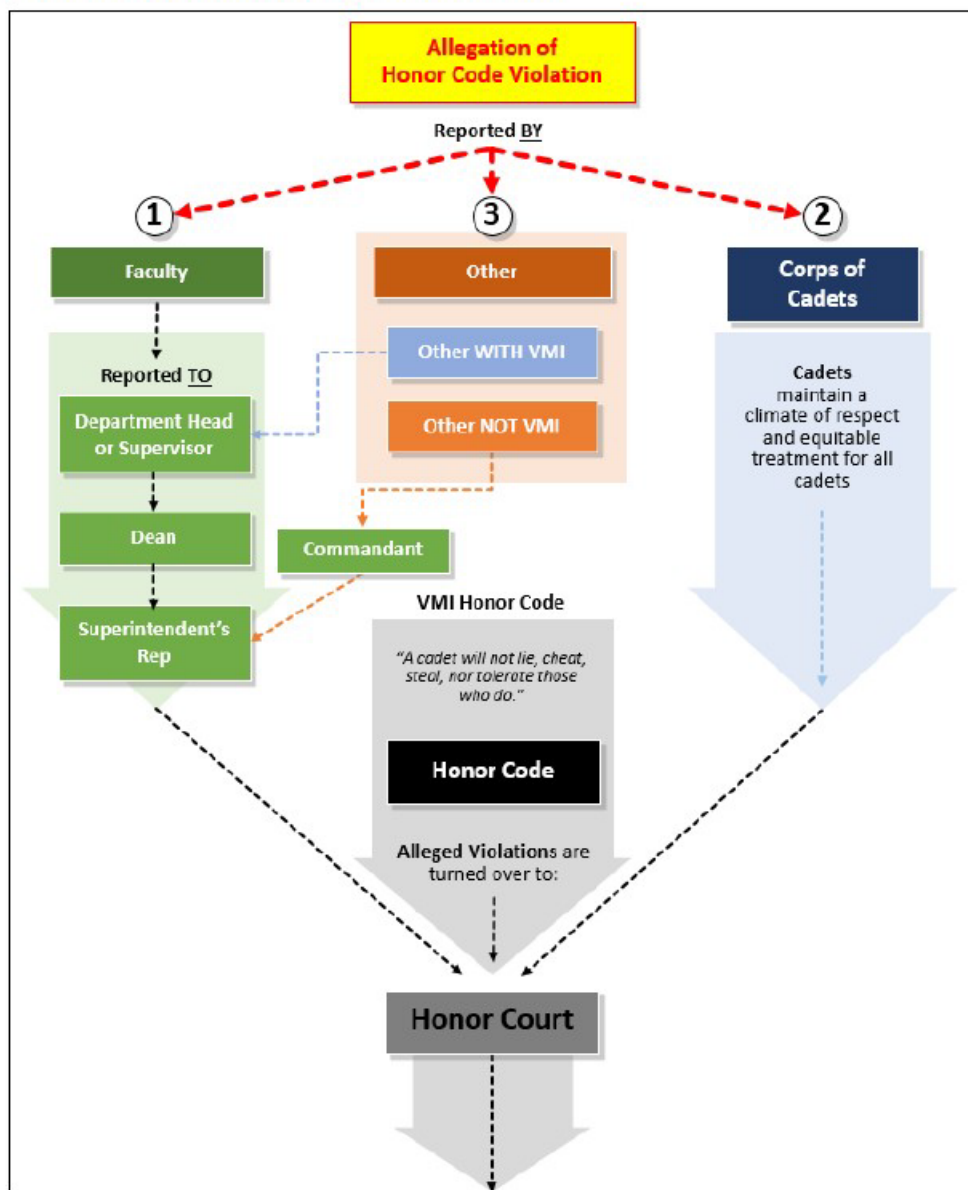 Allegation of
Honor Code Violation
Reported BY
1
3
2
Faculty
Other
Corps of
Cadets
Other WITH VMI
Other NOT VMI
Reported TO
Department Head
or Supervisor
Dean
Commandant
Superintendent's
Rep
Cadets
maintain a
climate of respect
and equitable
treatment for all
cadets
VMI Honor Code
"A cadet will not lie, cheat,
steal, nor tolerate those
who do."
Honor Code
Alleged Violations are
turned over to:
Honor Court